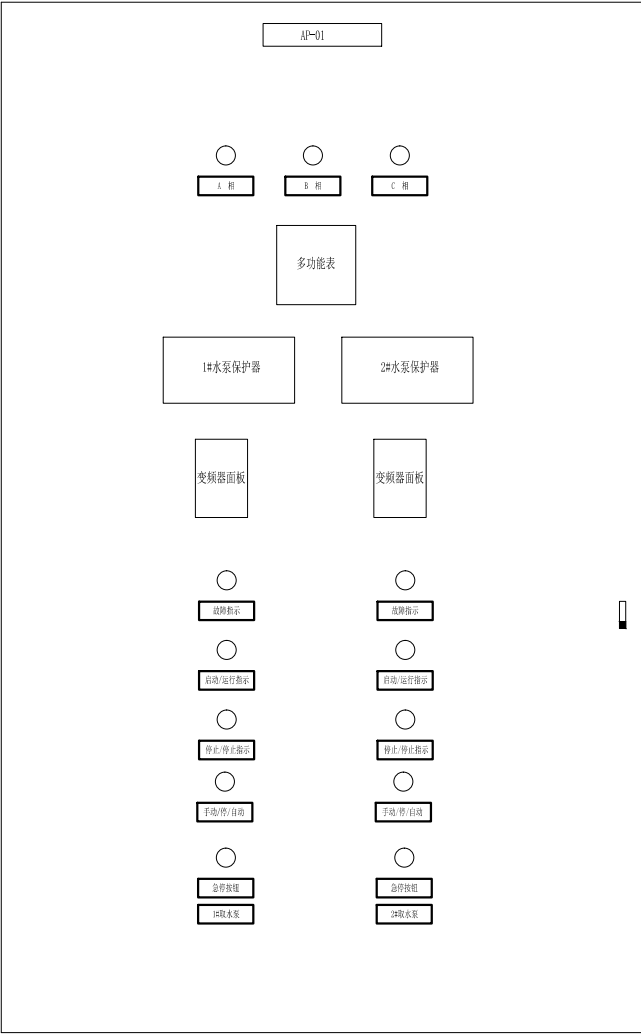 AP-01
A 相
B 相
C 相
多功能表
1#水泵保护器
2#水泵保护器
变频器面板
变频器面板
故障指示
故障指示
启动/运行指示
启动/运行指示
停止/停止指示
停止/停止指示
手动/停/自动
手动/停/自动
急停按钮
急停按钮
1#取水泵
2#取水泵